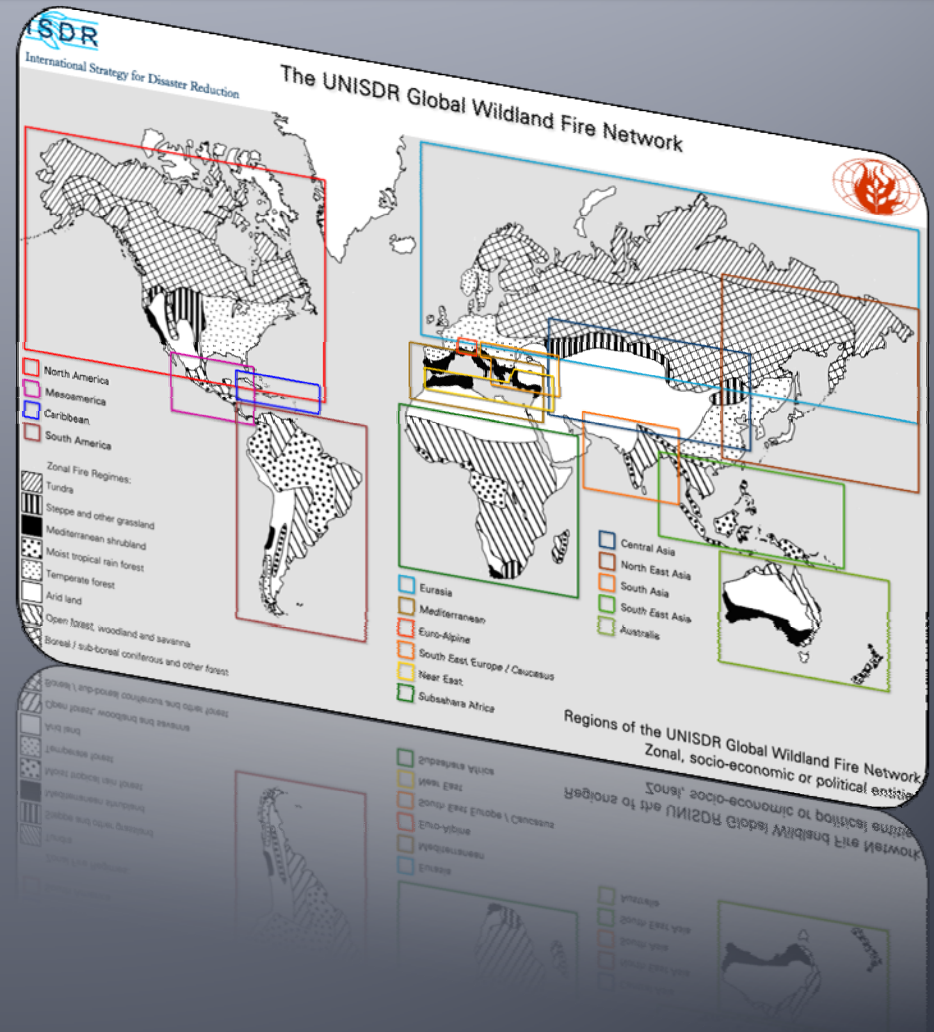 ISDR
International Strategy for Disaster Reduction
The UNISDR Global Wildland Fire Network
North America
Mesoamerica
Caribbean
South America
Zonal Fire Regimes:
Tundra
Steppe and other grassland
Mediterranean shrubland
Moist tropical rain forest
Temperate forest
Arid land
Open forest, woodland and savanna
Boreal / sub-boreal coniferous and other forest
Eurasia
Mediterranean
Euro-Alpine
South East Europe / Caucasus
Near East
Subsahara Africa
Central Asia
North East Asia
South Asia
South East Asia
Australia
Regions of the UNISDR Global Wildland Fire Network
Zonal, socio-economic or political entities